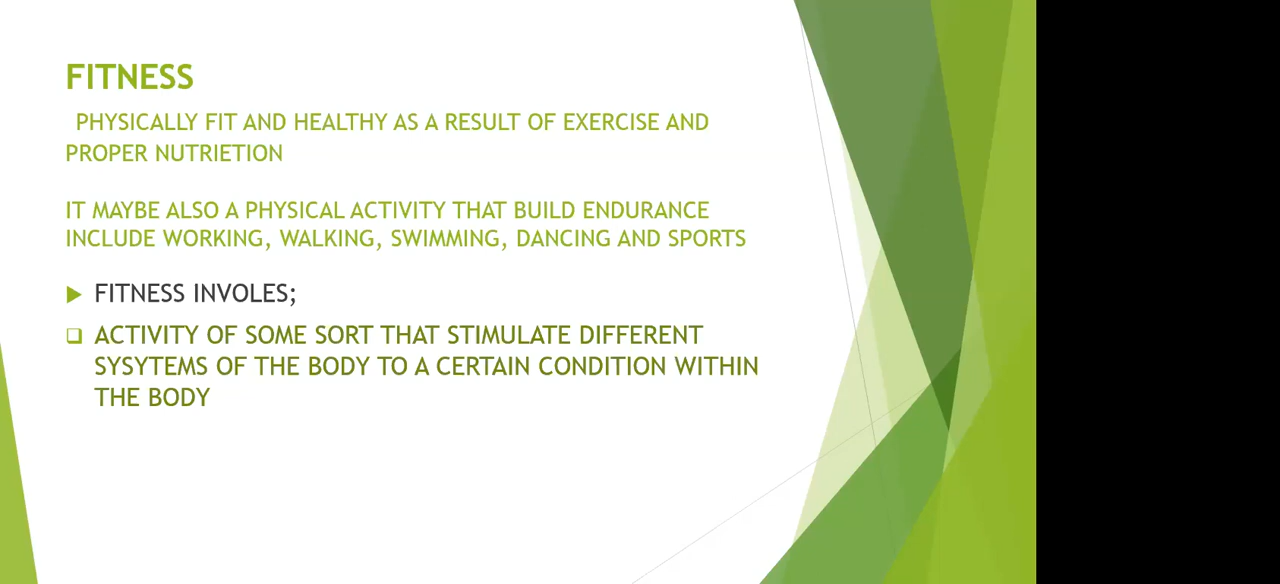 FITNESS
PHYSICALLY FIT AND HEALTHY AS A RESULT OF EXERCISE AND
PROPER NUTRIETION
IT MAYBE ALSO A PHYSICAL ACTIVITY THAT BUILD ENDURANCE
INCLUDE WORKING, WALKING, SWIMMING, DANCING AND SPORTS
FITNESS INVOLES;
ACTIVITY OF SOME SORT THAT STIMULATE DIFFERENT
SYSYTEMS OF THE BODY TO A CERTAIN CONDITION WITHIN
THE BODY